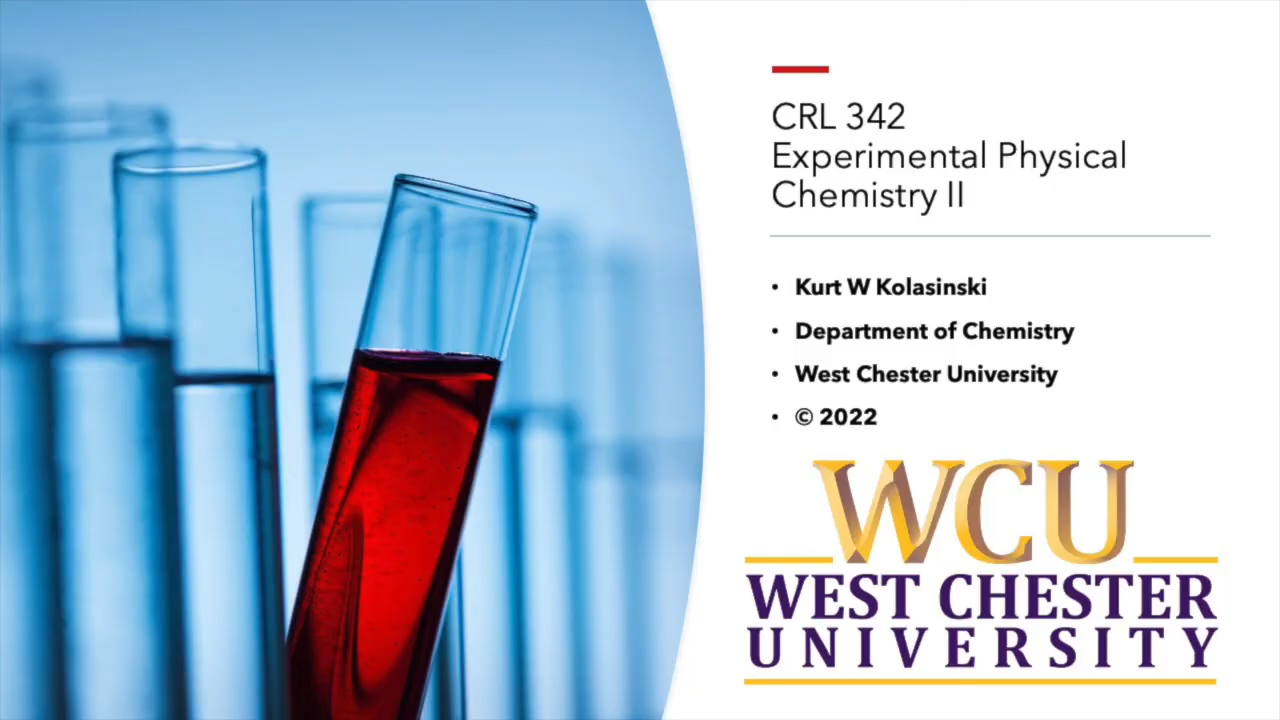 CRL 342
Experimental Physical
Chemistry II
• Kurt W Kolasinski
• Department of Chemistry
• West Chester University
• © 2022
WCU
WEST CHESTER
UNIVERSITY